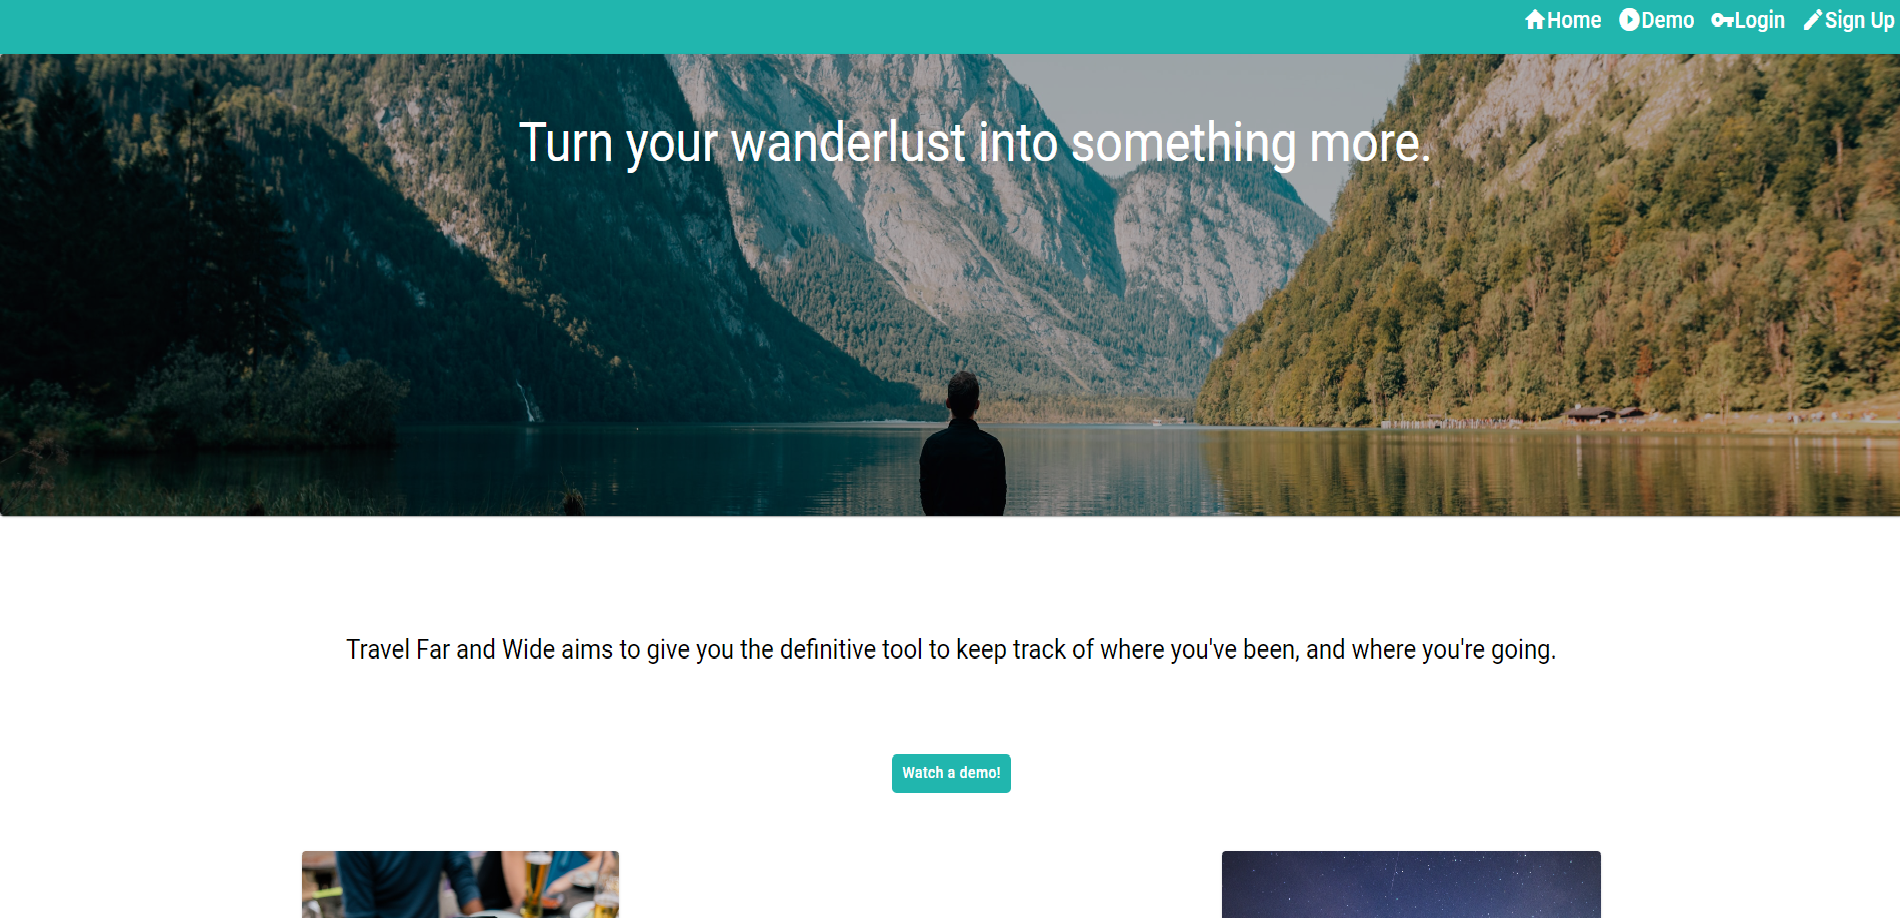 Home Demo Login Sign Up
Turn your wanderlust into something more.
Travel Far and Wide aims to give you the definitive tool to keep track of where you've been, and where you're going.
Watch a demo!